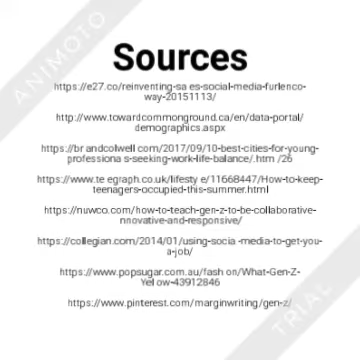 ANIMOTO
Sources
https://e27.co/reinventing-sa es-social-media-furlenco-
way-20151113/
http://www.towardcommonground.ca/en/data-portal/
demographics.aspx
https://br andcolwell com/2017/09/10-best-cities-for-young-
professiona s-seeking-work-life-balance/.htm /26
https://www.te egraph.co.uk/lifesty e/11668447/How-to-keep-
teenagers-occupied-this-summer.html
https://nuwco.com/how-to-teach-gen-z-to-be-collaborative-
nnovative-and-responsive/
https://collegian.com/2014/01/using-socia -media-to-get-you-
a-job/
https://www.popsugar.com.au/fash on/What-Gen-Z-
Yel ow-43912846
https://www.pinterest.com/marginwriting/gen-z/
TRIAL